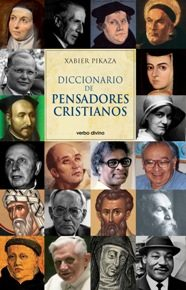 XABIER PIKAZA
DICCIONARIO
DE
PENSADORES
CRISTIANOS
verbo divino